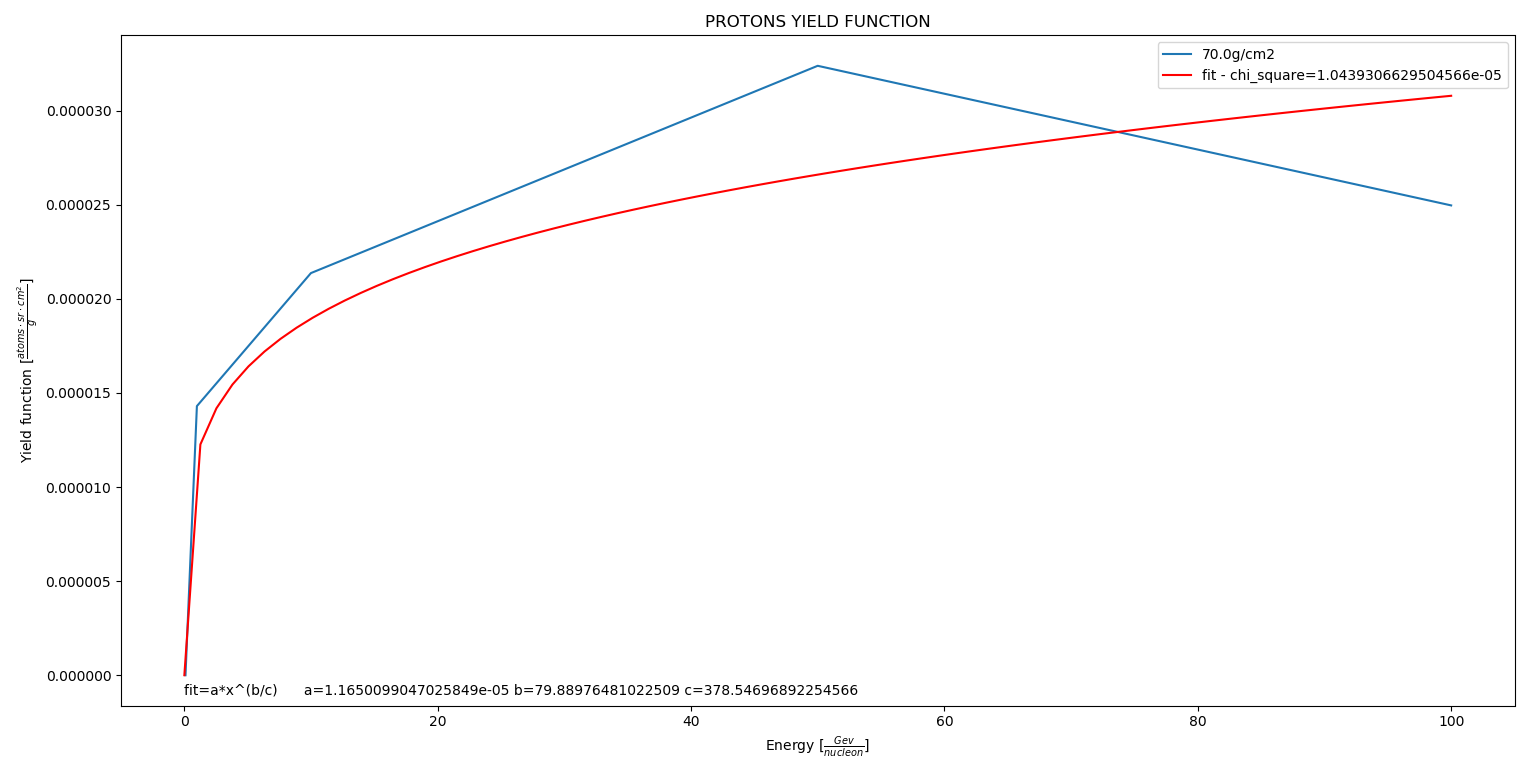 PROTONS YIELD FUNCTION
70.0g/cm2
fit - chi_square=1.0439306629504566e-05
0.000030
0.000025
0.000020
0.000015
0.000010
0.000005
0.000000
Yield function [atoms · sr · cm²/g]
fit=a*x^(b/c) a=1.1650099047025849e-05 b=79.88976481022509 c=378.54696892254566
0 20 40 60 80 100
Energy [Gev/nucleon]